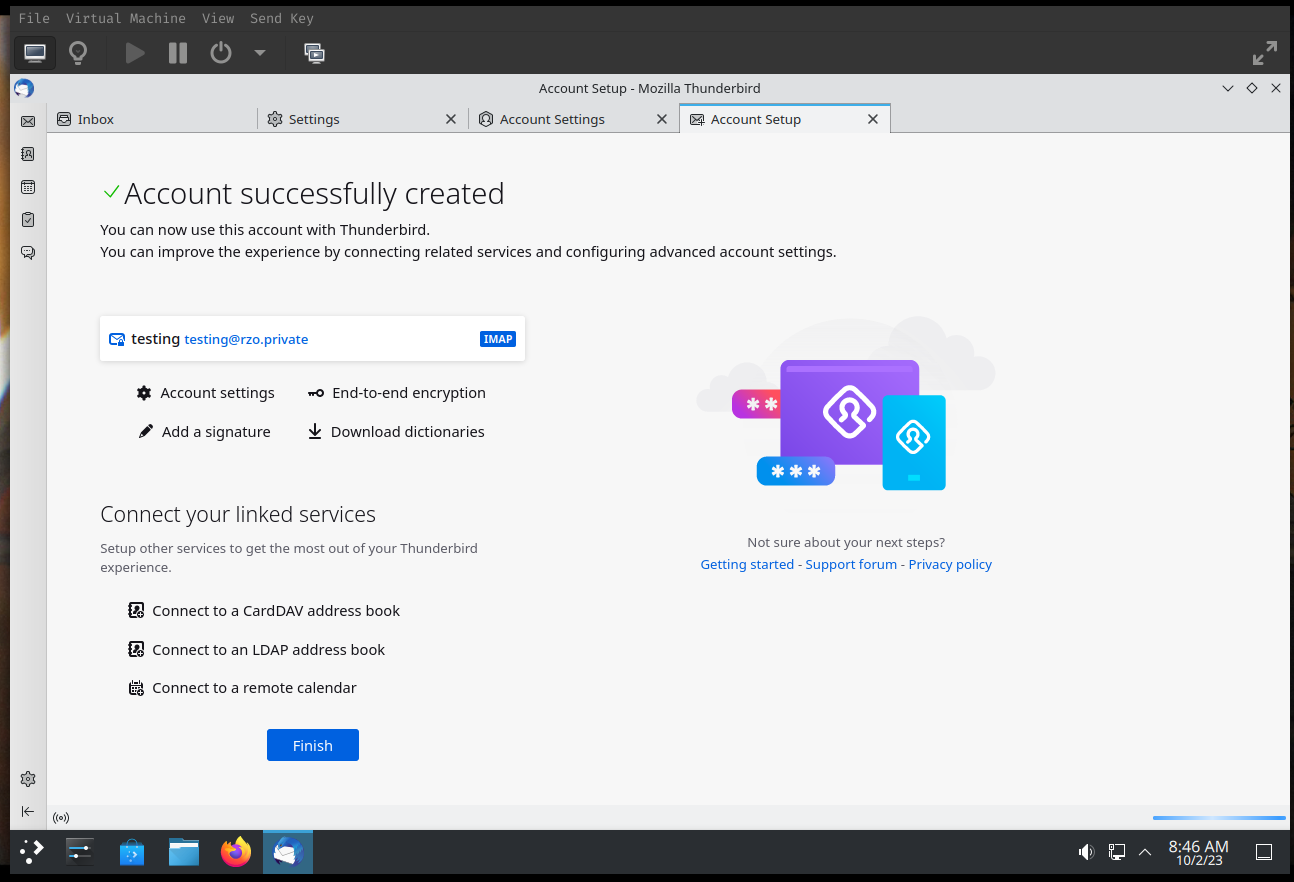 File Virtual Machine View Send Key
Account Setup - Mozilla Thunderbird
Inbox Settings Account Settings Account Setup
Account successfully created
You can now use this account with Thunderbird.
You can improve the experience by connecting related services and configuring advanced account settings.
testing testing@rzo.private IMAP
Account settings End-to-end encryption
Add a signature Download dictionaries
Connect your linked services
Setup other services to get the most out of your Thunderbird
experience.
Connect to a CardDAV address book
Connect to an LDAP address book
Connect to a remote calendar
Finish
***
Not sure about your next steps?
Getting started - Support forum - Privacy policy
8:46 AM
10/2/23